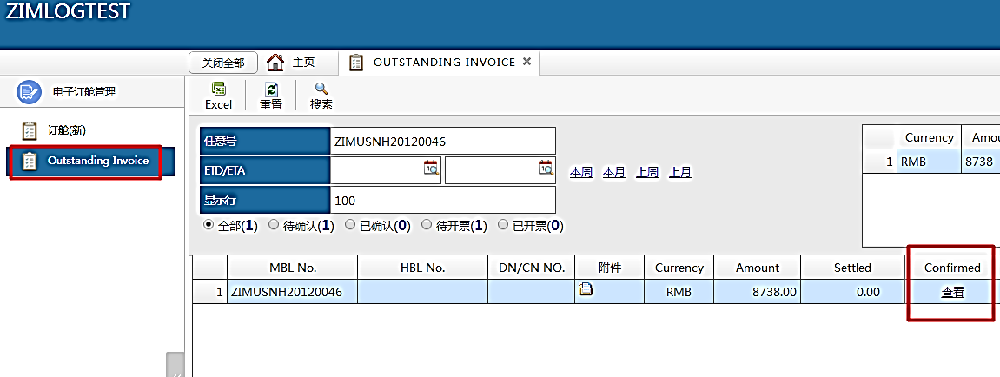 ZIMLOGTEST
关闭全部 主页 OUTSTANDING INVOICE
电子订舱管理
Excel 重置 搜索
订舱(新)
Outstanding Invoice
任意号 ZIMUSNH20120046
ETD/ETA 本周 本月 上周 上月
显示行 100
全部(1) 待确认(1) 已确认(0) 待开票(1) 已开票(0)
Currency Amou
1 RMB 8738
MBL No. HBL No. DN/CN NO. 附件 Currency Amount Settled Confirmed
1 ZIMUSNH20120046 RMB 8738.00 0.00 查看